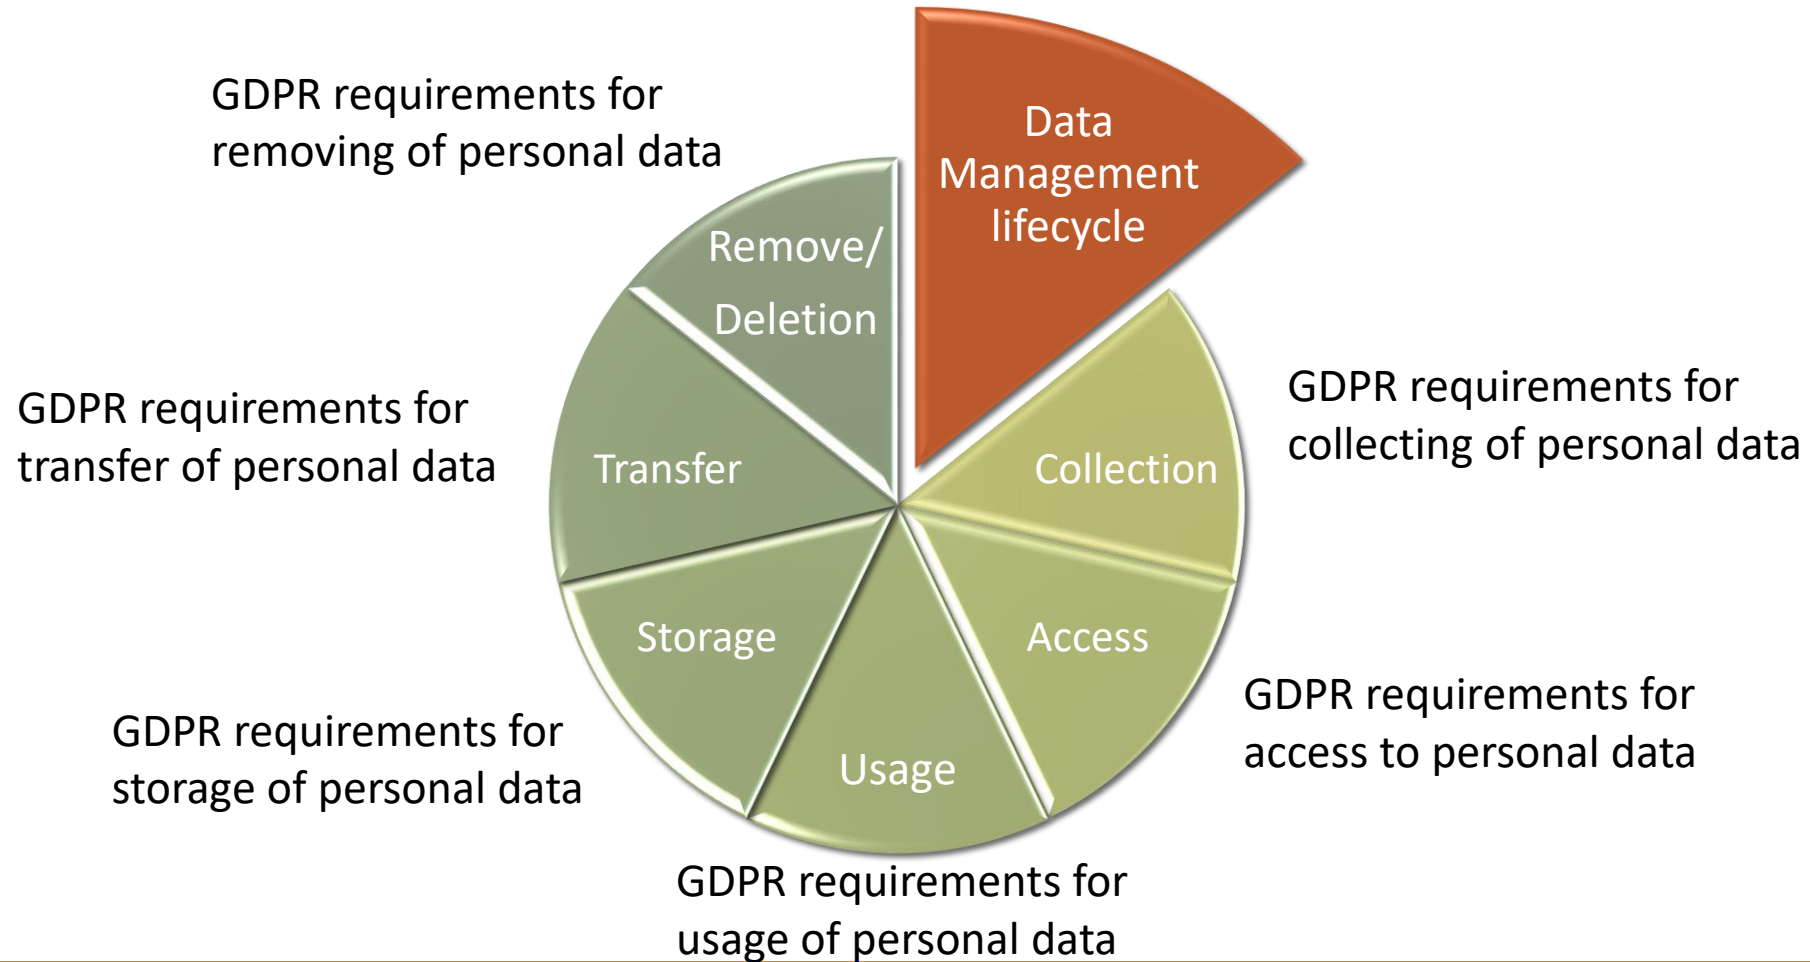 Data
Management
lifecycle
GDPR requirements for
removing of personal data
Remove/
Deletion
GDPR requirements for
collecting of personal data
Collection
GDPR requirements for
transfer of personal data
Transfer
Access
GDPR requirements for
access to personal data
Storage
GDPR requirements for
storage of personal data
Usage
GDPR requirements for
usage of personal data